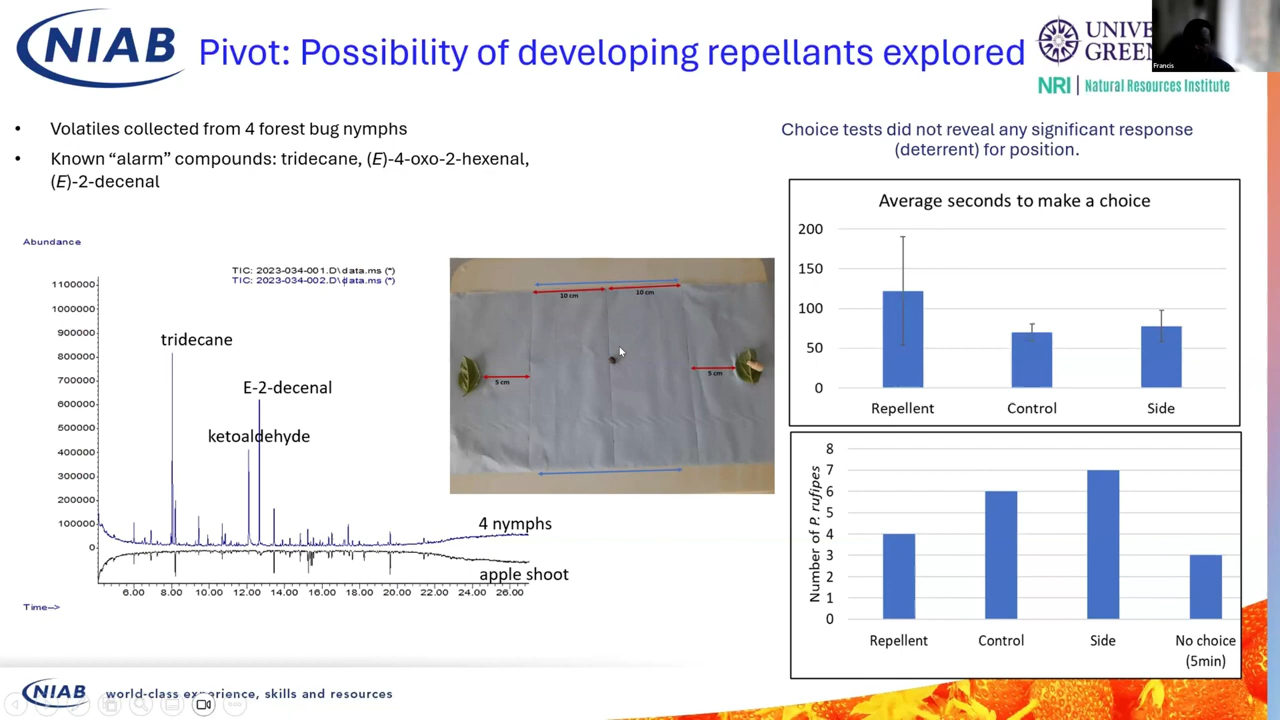 NIAB
Pivot: Possibility of developing repellants explored
UNIVE
GREEN
NRI | Natural Resources Institute
Francis
• Volatiles collected from 4 forest bug nymphs
• Known “alarm” compounds: tridecane, (E)-4-oxo-2-hexenal,
(E)-2-decenal
Choice tests did not reveal any significant response
(deterrent) for position.
Abundance
TIC: 2023-034-001.D\data.ms (*)
TIC: 2023-034-002.D\data.ms (*)
1100000
1000000
900000
800000
700000
600000
500000
400000
300000
200000
100000
0
tridecane
E-2-decenal
ketoaldehyde
4 nymphs
apple shoot
6.00 8.00 10.00 12.00 14.00 16.00 18.00 20.00 22.00 24.00 26.00
Time-->
10 cm 10 cm
5 cm 5 cm
Average seconds to make a choice
200
150
100
50
0
Repellent Control Side
Number of P. rufipes
8
7
6
5
4
3
2
1
0
Repellent Control Side No choice
(5min)
NIAB world-class experience, skills and resources